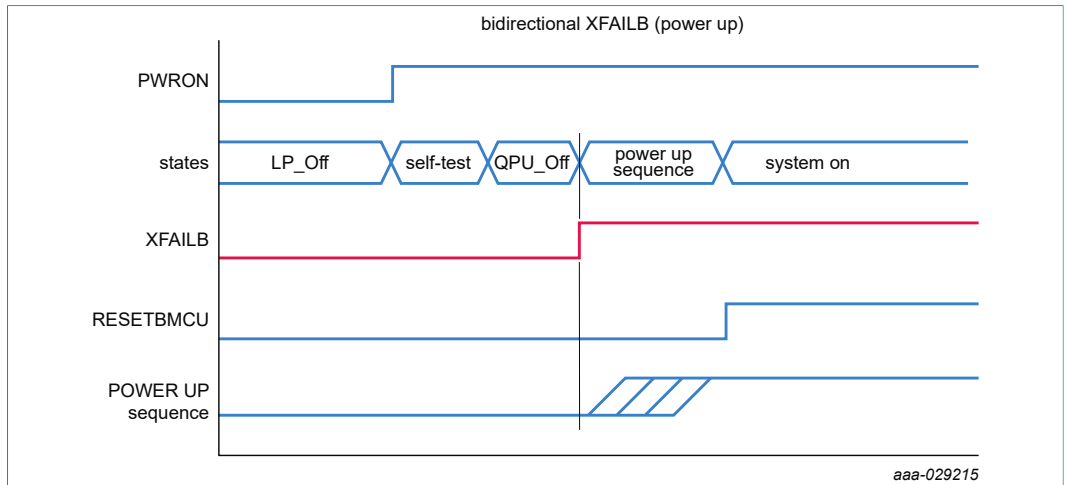 bidirectional XFAILB (power up)
PWRON
states
LP_Off
self-test
QPU_Off
power up
sequence
system on
XFAILB
RESETBMCU
POWER UP
sequence
aaa-029215